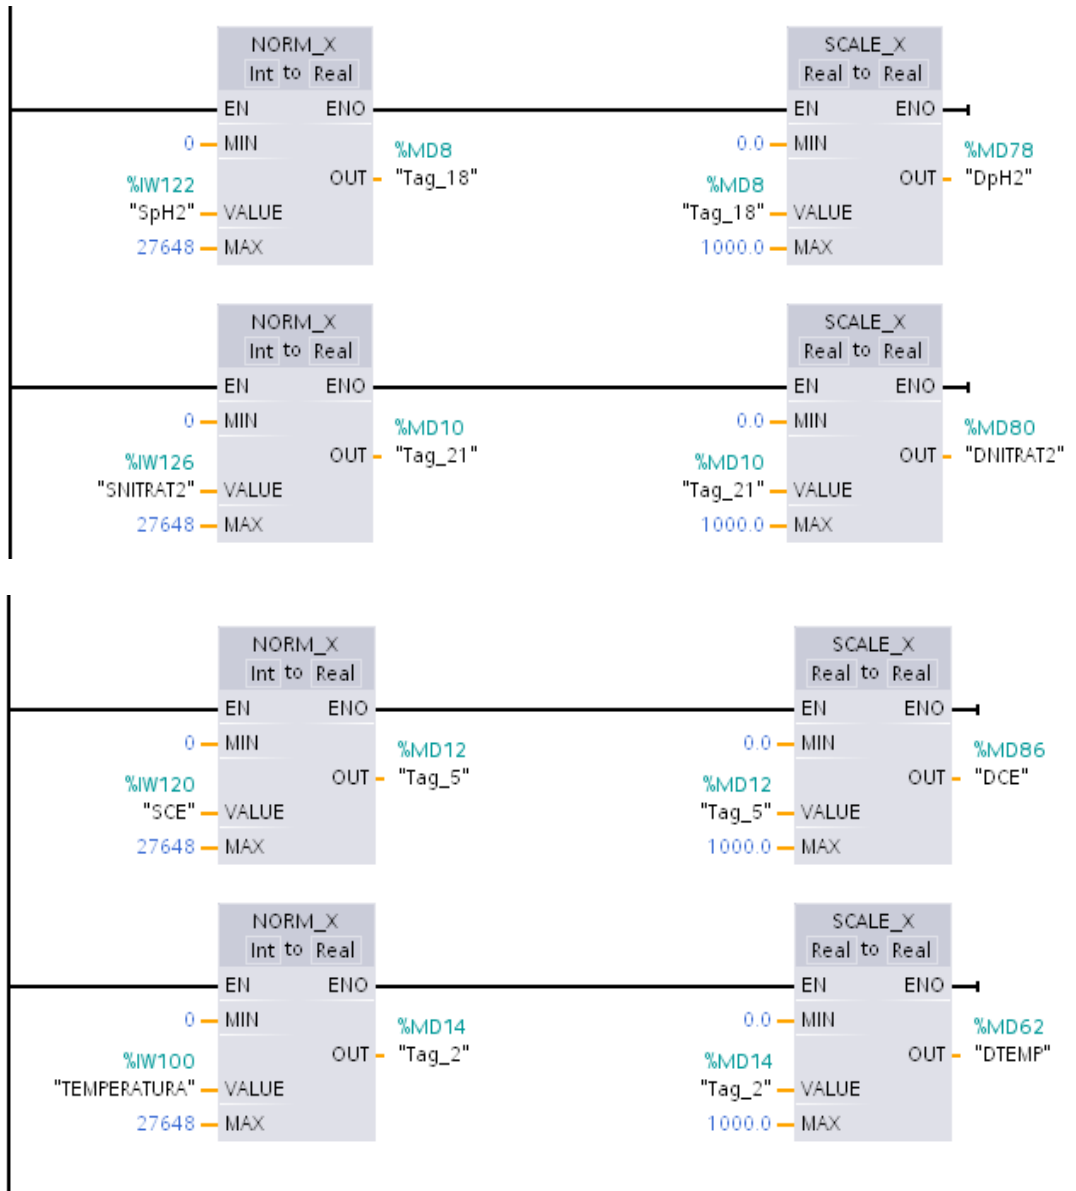 NORM_X
Int to Real
EN ENO
0 MIN
%MD8
OUT "Tag_18"
%IW122
"SpH2" VALUE
27648 MAX
SCALE_X
Real to Real
EN ENO
0.0 MIN
%MD78
OUT "DpH2"
%MD8
"Tag_18" VALUE
1000.0 MAX
NORM_X
Int to Real
EN ENO
0 MIN
%MD10
OUT "Tag_21"
%IW126
"SNITRAT2" VALUE
27648 MAX
SCALE_X
Real to Real
EN ENO
0.0 MIN
%MD80
OUT "DNITRAT2"
%MD10
"Tag_21" VALUE
1000.0 MAX
NORM_X
Int to Real
EN ENO
0 MIN
%MD12
OUT "Tag_5"
%IW120
"SCE" VALUE
27648 MAX
SCALE_X
Real to Real
EN ENO
0.0 MIN
%MD86
OUT "DCE"
%MD12
"Tag_5" VALUE
1000.0 MAX
NORM_X
Int to Real
EN ENO
0 MIN
%MD14
OUT "Tag_2"
%IW100
"TEMPERATURA" VALUE
27648 MAX
SCALE_X
Real to Real
EN ENO
0.0 MIN
%MD62
OUT "DTEMP"
%MD14
"Tag_2" VALUE
1000.0 MAX